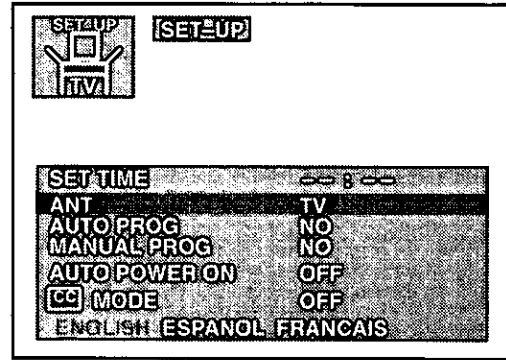 SET-UP
TV
SET-UP
SET TIME -- : --
ANT TV
AUTO PROG NO
MANUAL PROG NO
AUTO POWER ON OFF
CC MODE OFF
ENGLISH ESPANOL FRANCAIS